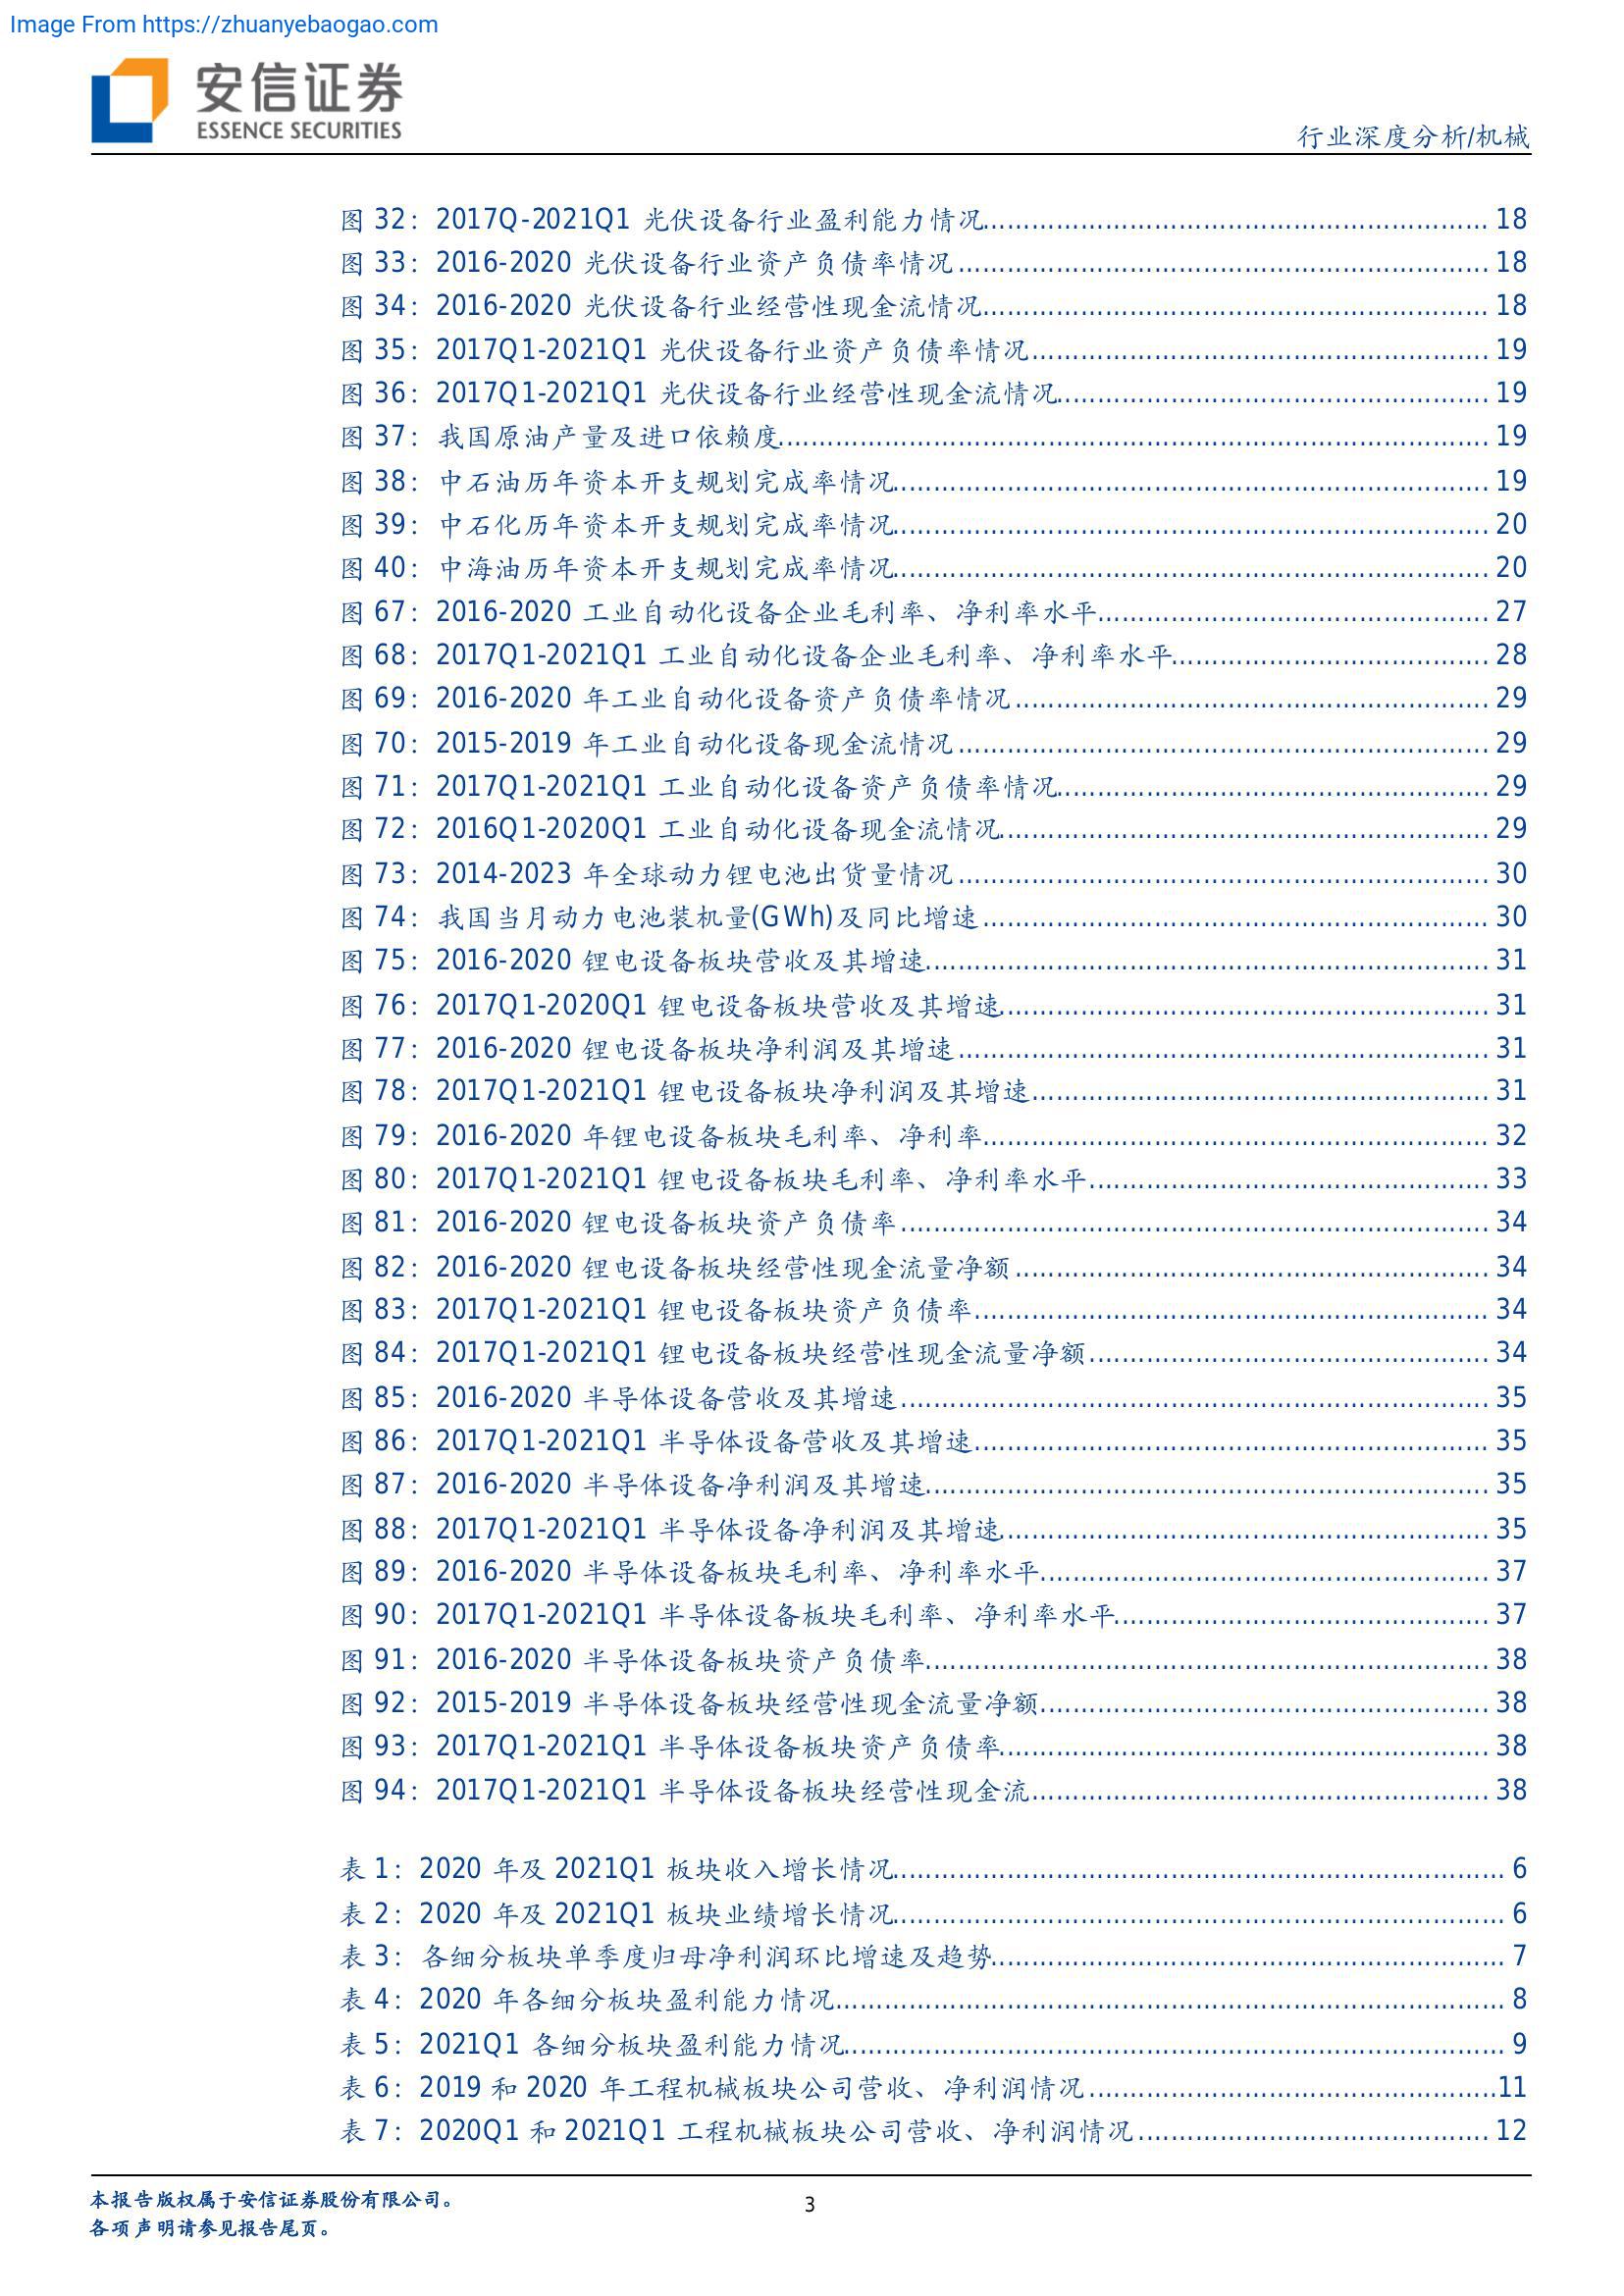 Image From https://zhuanyebaogao.com
安信证券
ESSENCE SECURITIES
行业深度分析/机械
图 32：2017Q-2021Q1 光伏设备行业盈利能力情况 18
图 33：2016-2020 光伏设备行业资产负债率情况 18
图 34：2016-2020 光伏设备行业经营性现金流情况 18
图 35：2017Q1-2021Q1 光伏设备行业资产负债率情况 19
图 36：2017Q1-2021Q1 光伏设备行业经营性现金流情况 19
图 37：我国原油产量及进口依赖度 19
图 38：中石油历年资本开支规划完成率情况 19
图 39：中石化历年资本开支规划完成率情况 20
图 40：中海油历年资本开支规划完成率情况 20
图 67：2016-2020 工业自动化设备企业毛利率、净利率水平 27
图 68：2017Q1-2021Q1 工业自动化设备企业毛利率、净利率水平 28
图 69：2016-2020 年工业自动化设备资产负债率情况 29
图 70：2015-2019 年工业自动化设备现金流情况 29
图 71：2017Q1-2021Q1 工业自动化设备资产负债率情况 29
图 72：2016Q1-2020Q1 工业自动化设备现金流情况 29
图 73：2014-2023 年全球动力锂电池出货量情况 30
图 74：我国当月动力电池装机量(GWh)及同比增速 30
图 75：2016-2020 锂电设备板块营收及其增速 31
图 76：2017Q1-2020Q1 锂电设备板块营收及其增速 31
图 77：2016-2020 锂电设备板块净利润及其增速 31
图 78：2017Q1-2021Q1 锂电设备板块净利润及其增速 31
图 79：2016-2020 年锂电设备板块毛利率、净利率 32
图 80：2017Q1-2021Q1 锂电设备板块毛利率、净利率水平 33
图 81：2016-2020 锂电设备板块资产负债率 34
图 82：2016-2020 锂电设备板块经营性现金流量净额 34
图 83：2017Q1-2021Q1 锂电设备板块资产负债率 34
图 84：2017Q1-2021Q1 锂电设备板块经营性现金流量净额 34
图 85：2016-2020 半导体设备营收及其增速 35
图 86：2017Q1-2021Q1 半导体设备营收及其增速 35
图 87：2016-2020 半导体设备净利润及其增速 35
图 88：2017Q1-2021Q1 半导体设备净利润及其增速 35
图 89：2016-2020 半导体设备板块毛利率、净利率水平 37
图 90：2017Q1-2021Q1 半导体设备板块毛利率、净利率水平 37
图 91：2016-2020 半导体设备板块资产负债率 38
图 92：2015-2019 半导体设备板块经营性现金流量净额 38
图 93：2017Q1-2021Q1 半导体设备板块资产负债率 38
图 94：2017Q1-2021Q1 半导体设备板块经营性现金流 38
表 1：2020 年及 2021Q1 板块收入增长情况 6
表 2：2020 年及 2021Q1 板块业绩增长情况 6
表 3：各细分板块单季度归母净利润环比增速及趋势 7
表 4：2020 年各细分板块盈利能力情况 8
表 5：2021Q1 各细分板块盈利能力情况 9
表 6：2019 和 2020 年工程机械板块公司营收、净利润情况 11
表 7：2020Q1 和 2021Q1 工程机械板块公司营收、净利润情况 12
本报告版权属于安信证券股份有限公司。
各项声明请参见报告尾页。
3